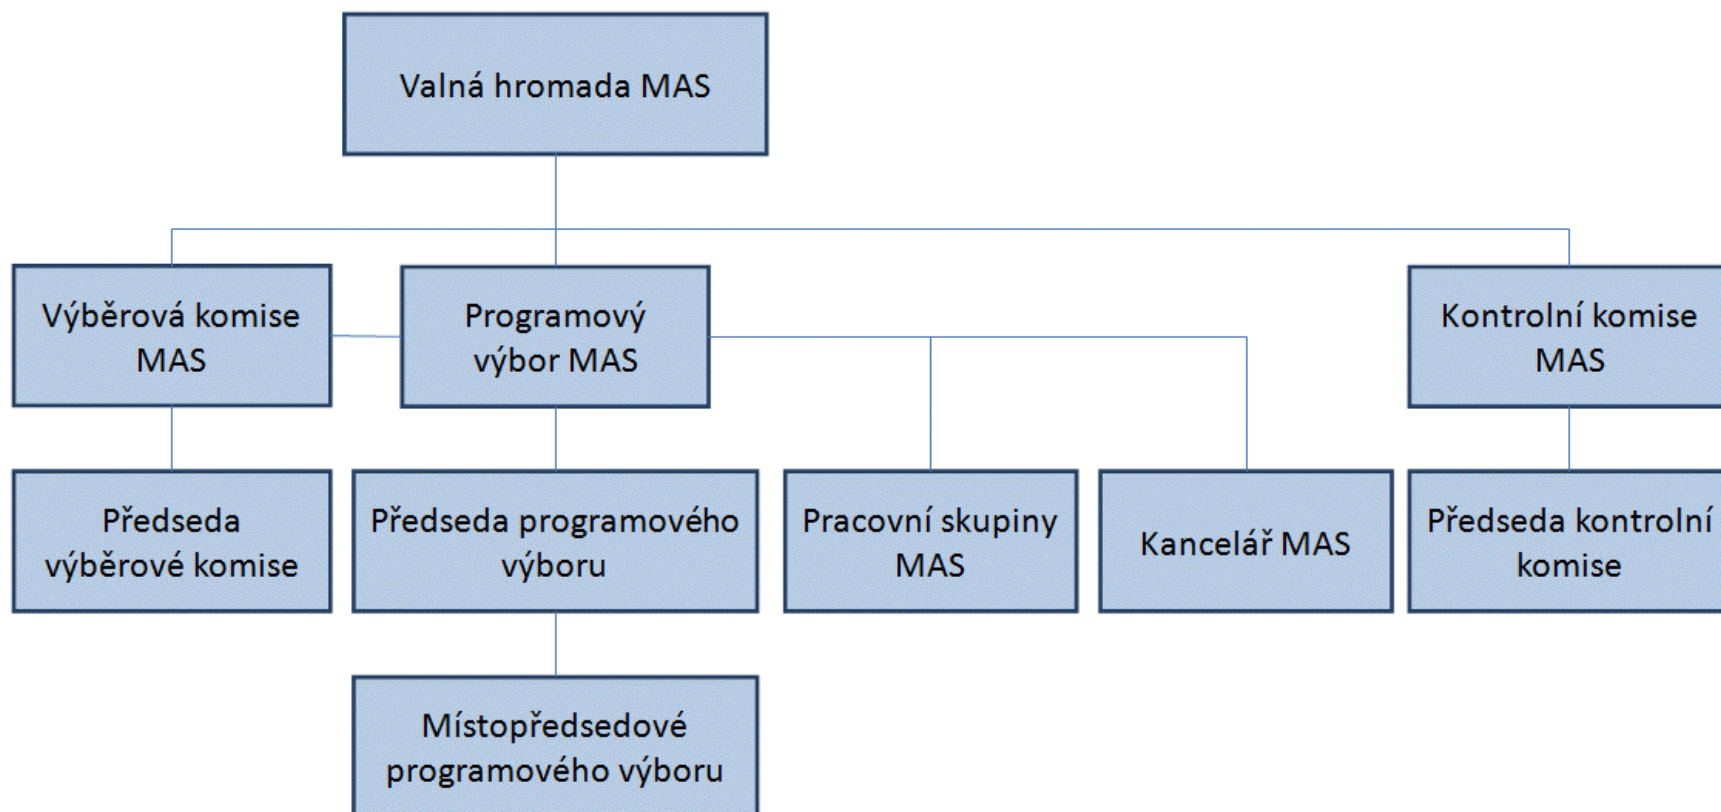 Valná hromada MAS
Výběrová komise
MAS
Programový
výbor MAS
Kontrolní komise
MAS
Předseda
výběrové komise
Předseda programového
výboru
Pracovní skupiny
MAS
Kancelář MAS
Předseda kontrolní
komise
Místopředsedové
programového výboru